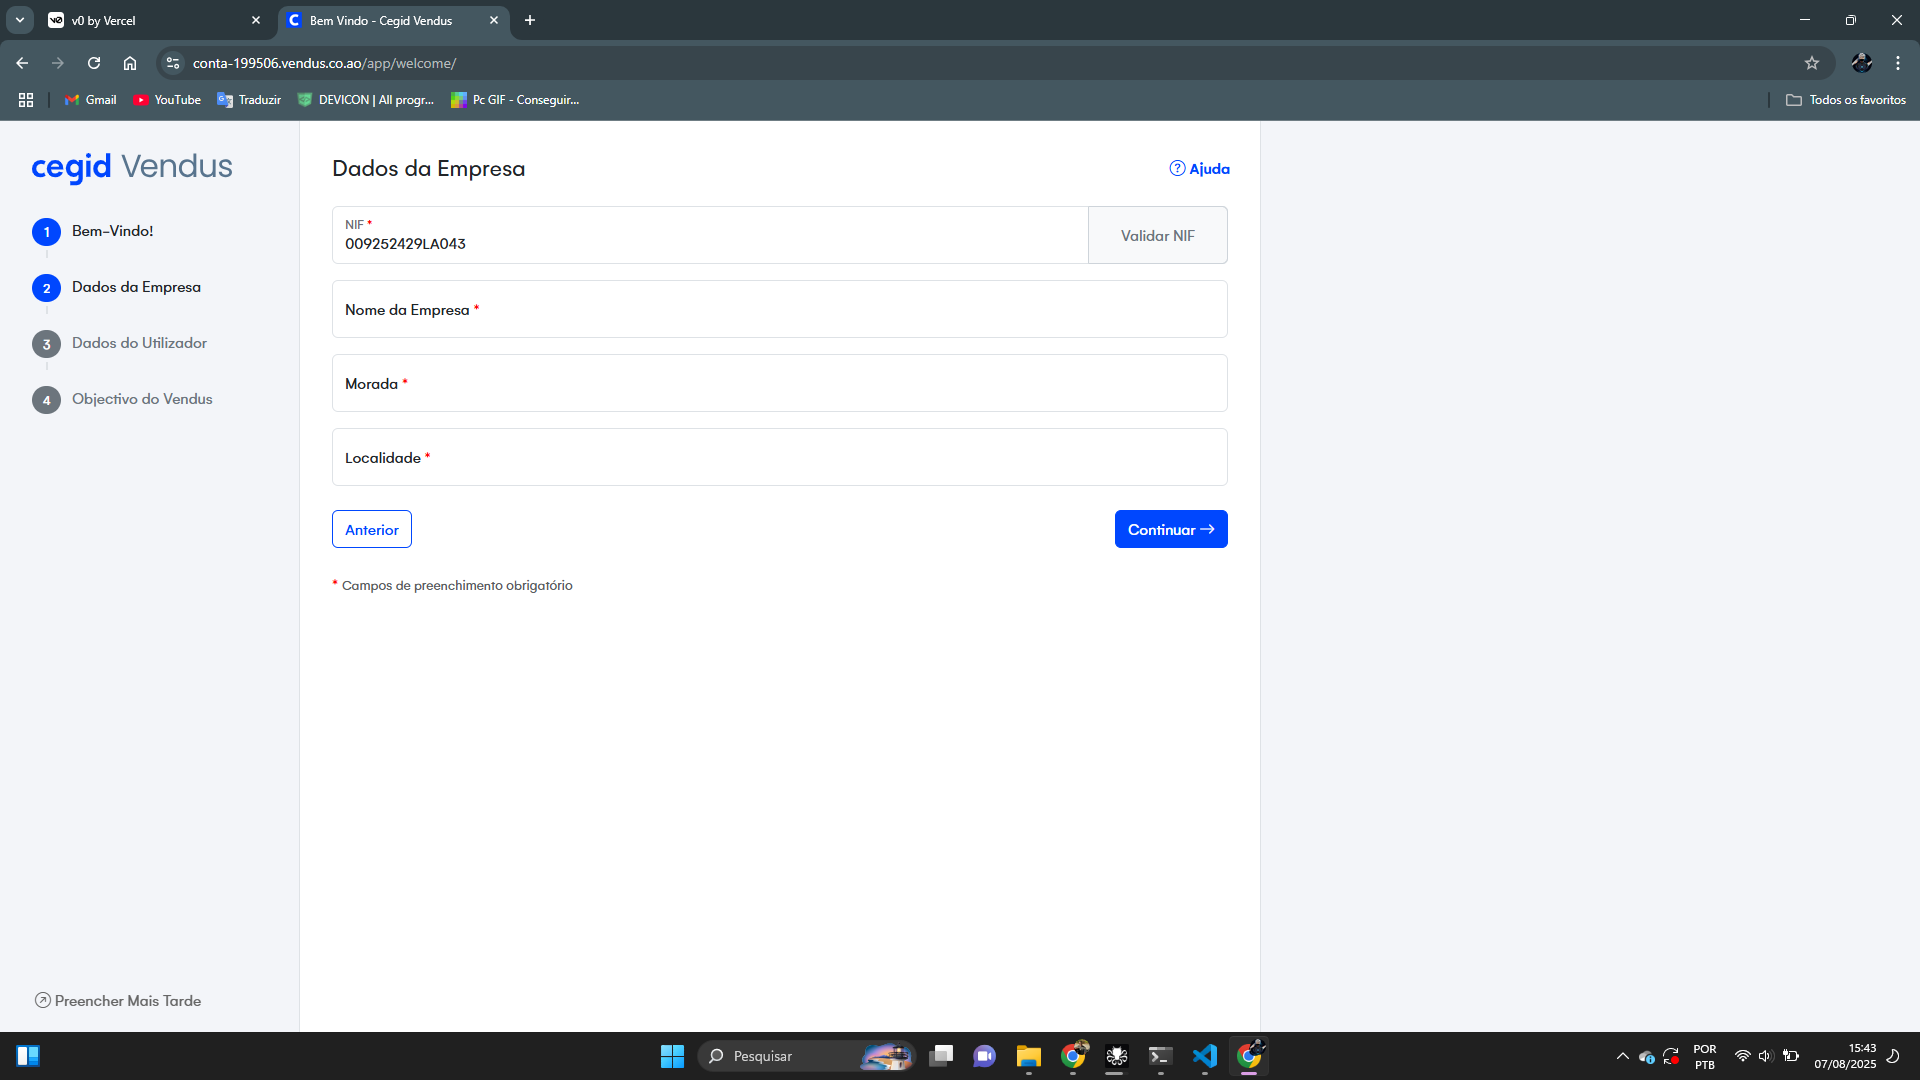 v0 by Vercel
Bem Vindo - Cegid Vendus
conta-199506.vendus.co.ao/app/welcome/
Gmail
YouTube
Traduzir
DEVICON | All progr...
Pc GIF - Conseguir...
Todos os favoritos
cegid Vendus
1 Bem-Vindo!
2 Dados da Empresa
3 Dados do Utilizador
4 Objectivo do Vendus
Preencher Mais Tarde
Dados da Empresa
? Ajuda
NIF *
009252429LA043
Validar NIF
Nome da Empresa *
Morada *
Localidade *
Anterior
Continuar →
* Campos de preenchimento obrigatório
Pesquisar
POR
PTB
15:43
07/08/2025